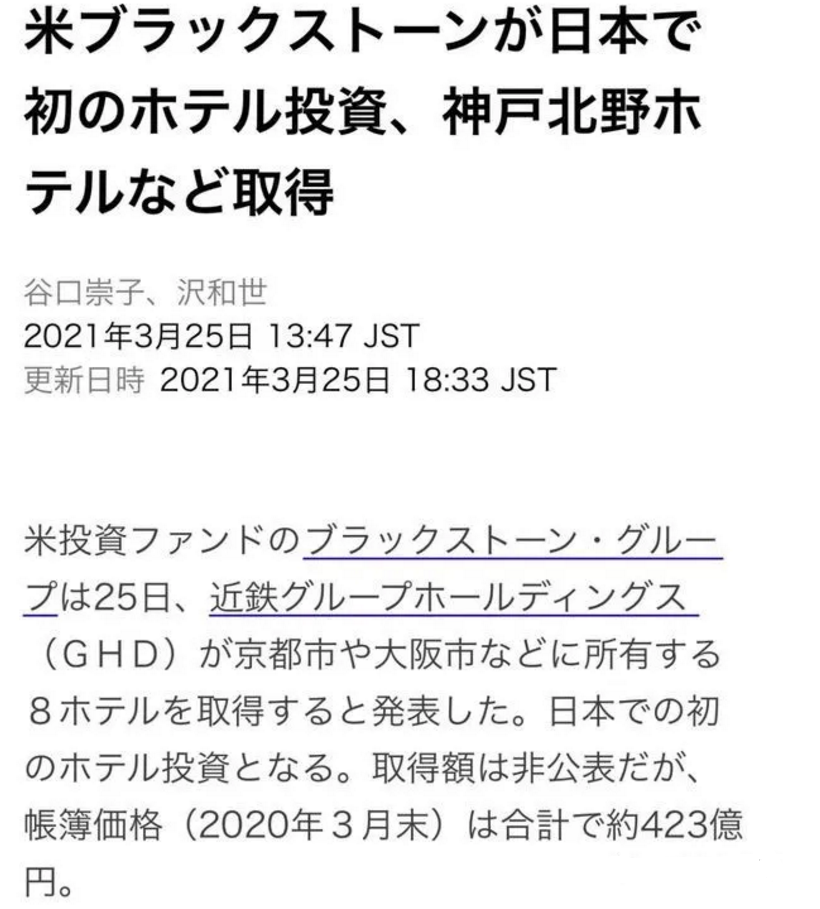 米ブラックストーンが日本で
初のホテル投資、神戸北野ホ
テルなど取得
谷口崇子、沢和世
2021年3月25日 13:47 JST
更新日時 2021年3月25日 18:33 JST
米投資ファンドのブラックストーン・グルー
プは25日、近鉄グループホールディングス
（ＧＨＤ）が京都市や大阪市などに所有する
８ホテルを取得すると発表した。日本での初
のホテル投資となる。取得額は非公表だが、
帳簿価格（2020年３月末）は合計で約423億
円。